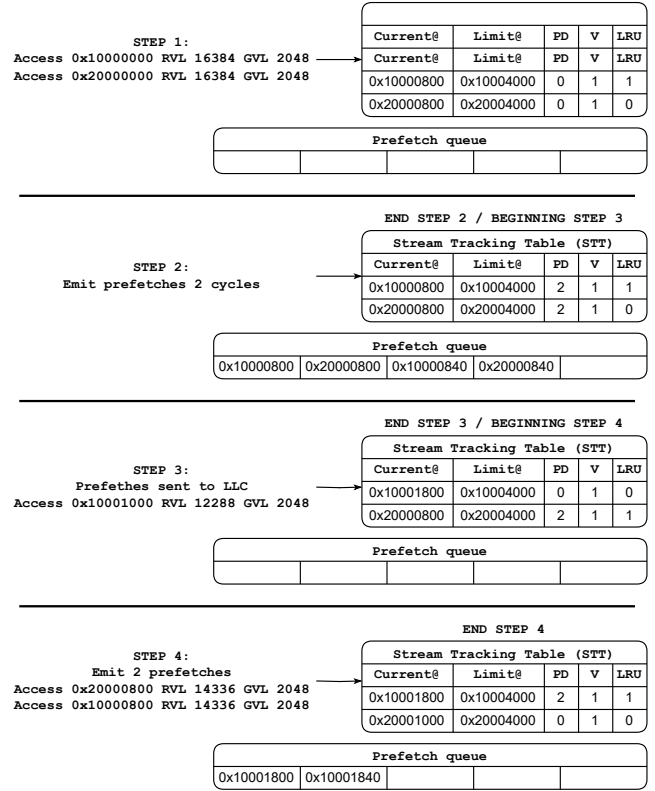 STEP 1:
Access 0x10000000 RVL 16384 GVL 2048
Access 0x20000000 RVL 16384 GVL 2048
Current@ Limit@ PD V LRU
Current@ Limit@ PD V LRU
0x10000800 0x10004000 0 1 1
0x20000800 0x20004000 0 1 0
Prefetch queue
END STEP 2 / BEGINNING STEP 3
STEP 2:
Emit prefetches 2 cycles
Stream Tracking Table (STT)
Current@ Limit@ PD V LRU
0x10000800 0x10004000 2 1 1
0x20000800 0x20004000 2 1 0
Prefetch queue
0x10000800 0x20000800 0x10000840 0x20000840
END STEP 3 / BEGINNING STEP 4
STEP 3:
Prefethes sent to LLC
Access 0x10001000 RVL 12288 GVL 2048
Stream Tracking Table (STT)
Current@ Limit@ PD V LRU
0x10001800 0x10004000 0 1 0
0x20000800 0x20004000 2 1 1
Prefetch queue
END STEP 4
STEP 4:
Emit 2 prefetches
Access 0x20000800 RVL 14336 GVL 2048
Access 0x10000800 RVL 14336 GVL 2048
Stream Tracking Table (STT)
Current@ Limit@ PD V LRU
0x10001800 0x10004000 2 1 1
0x20001000 0x20004000 0 1 0
Prefetch queue
0x10001800 0x10001840